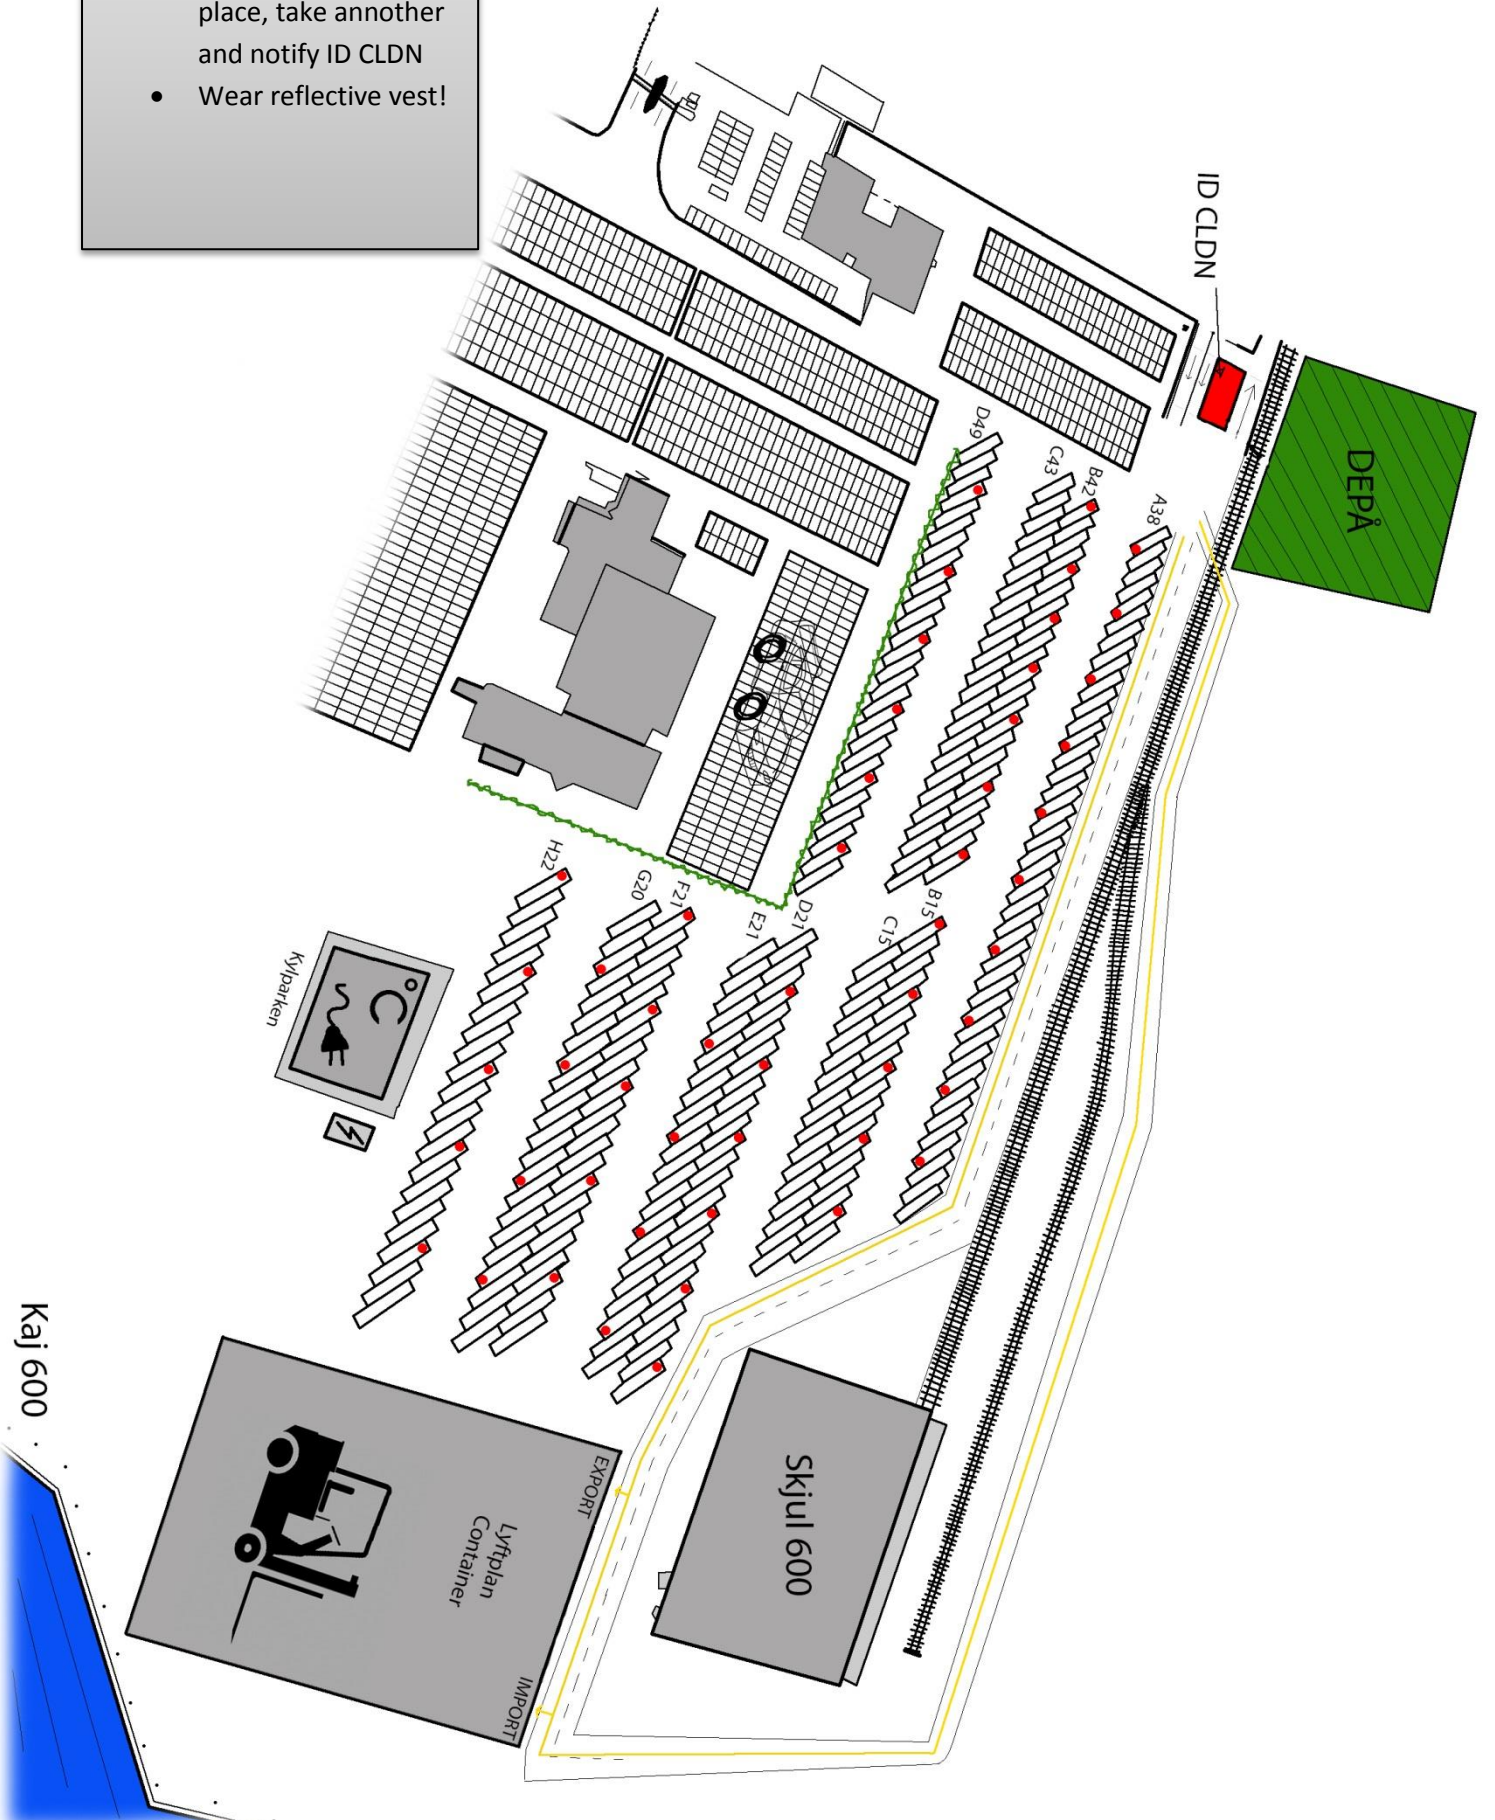 place, take annother
and notify ID CLDN
• Wear reflective vest!
ID CLDN
DEPÅ
D49
C43
B42
A38
H22
G20
F21
E21
D21
C15
B15
Kylparken
°C
Kaj 600
Skjul 600
EXPORT
Lyftplan
Container
IMPORT